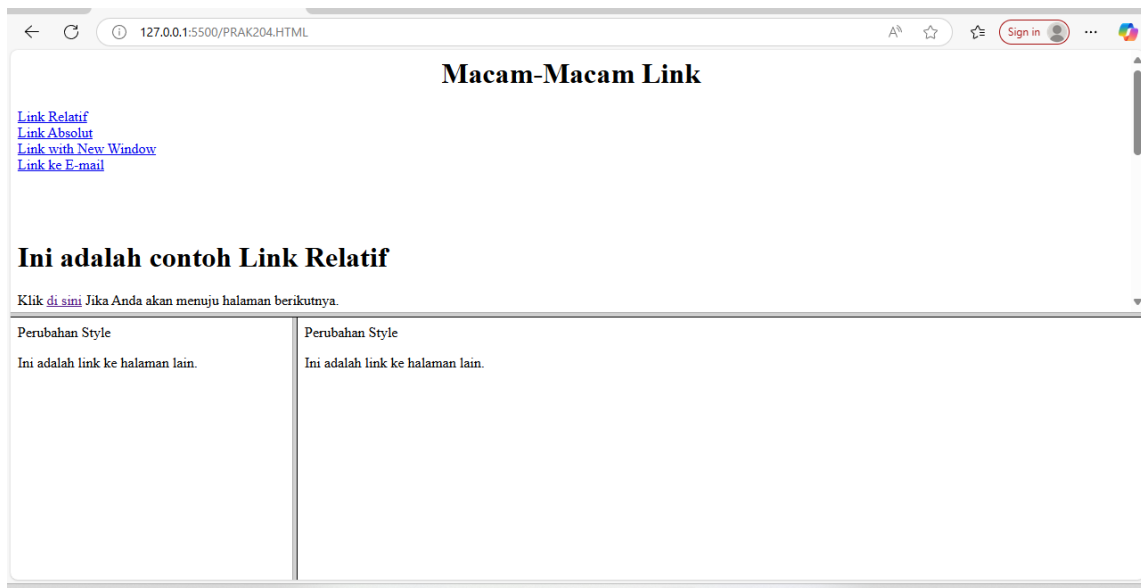 127.0.0.1:5500/PRAK204.HTML
Sign in
Macam-Macam Link
Link Relatif
Link Absolut
Link with New Window
Link ke E-mail
Ini adalah contoh Link Relatif
Klik di sini Jika Anda akan menuju halaman berikutnya.
Perubahan Style
Ini adalah link ke halaman lain.
Perubahan Style
Ini adalah link ke halaman lain.